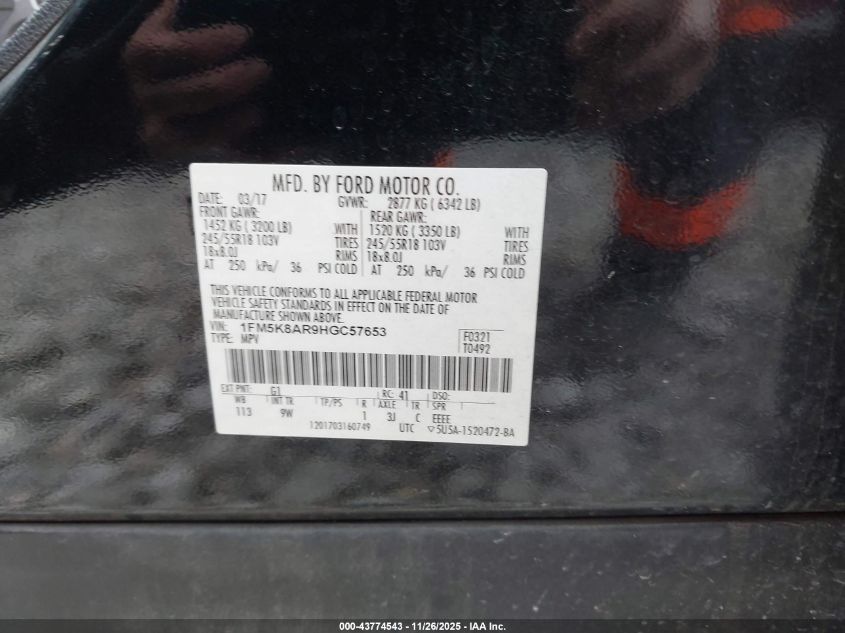 MFD. BY FORD MOTOR CO.
DATE: 03/17 GVWR: 2877 KG ( 6342 LB)
FRONT GAWR: REAR GAWR:
1452 KG ( 3200 LB) WITH 1520 KG ( 3350 LB) WITH
245/55R18 103V TIRES 245/55R18 103V TIRES
18x8.0J RIMS 18x8.0J RIMS
AT 250 kPa/ 36 PSI COLD AT 250 kPa/ 36 PSI COLD
THIS VEHICLE CONFORMS TO ALL APPLICABLE FEDERAL MOTOR
VEHICLE SAFETY STANDARDS IN EFFECT ON THE DATE OF
MANUFACTURE SHOWN ABOVE.
VIN: 1FM5K8AR9HGC57653 F0321
TYPE: MPV T0492
EXT PNT: G1 RC: 41 DSO:
WB INT TR TP/PS R AXLE TR SPR
113 9W 1 3J C EEEE
1201703160749 UTC ▽5U5A-1520472-BA
000-43774543 — 11/26/2025 — IAA Inc.